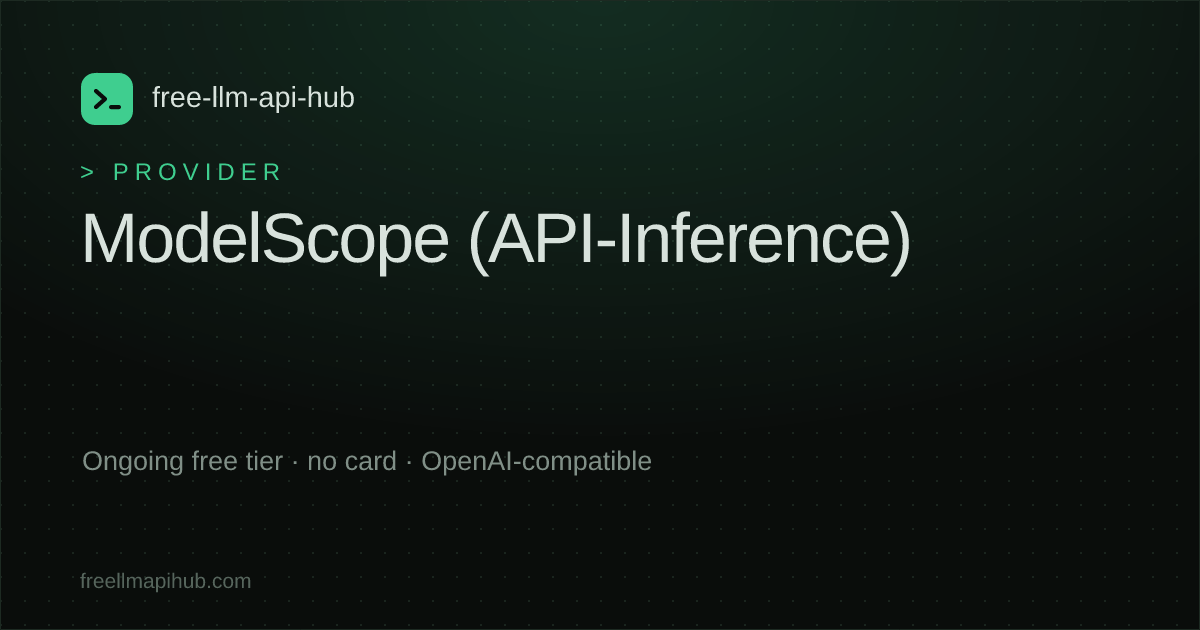 free-llm-api-hub
> PROVIDER
ModelScope (API-Inference)
Ongoing free tier · no card · OpenAI-compatible
freellmapihub.com